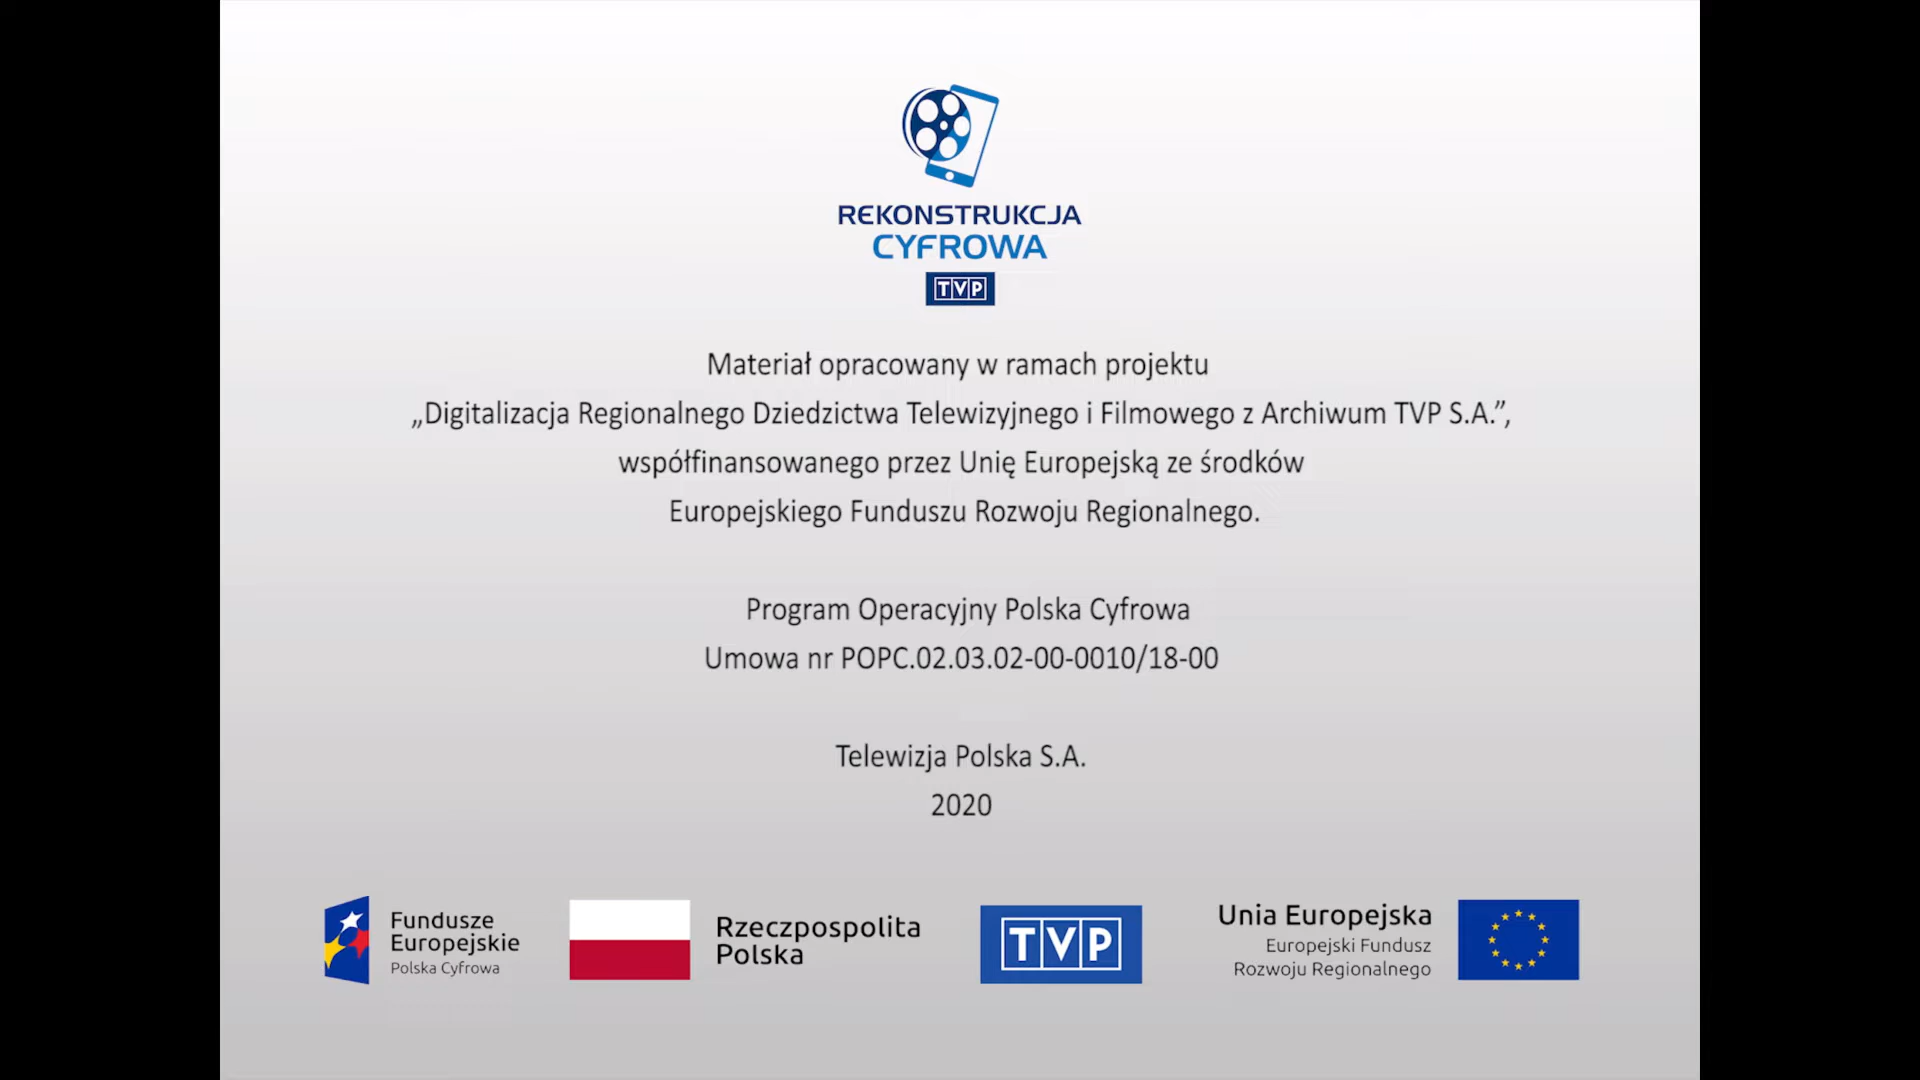 REKONSTRUKCJA
CYFROWA
TVP
Materiał opracowany w ramach projektu
„Digitalizacja Regionalnego Dziedzictwa Telewizyjnego i Filmowego z Archiwum TVP S.A.”,
współfinansowanego przez Unię Europejską ze środków
Europejskiego Funduszu Rozwoju Regionalnego.
Program Operacyjny Polska Cyfrowa
Umowa nr POPC.02.03.02-00-0010/18-00
Telewizja Polska S.A.
2020
Fundusze
Europejskie
Polska Cyfrowa
Rzeczpospolita
Polska
TVP
Unia Europejska
Europejski Fundusz
Rozwoju Regionalnego